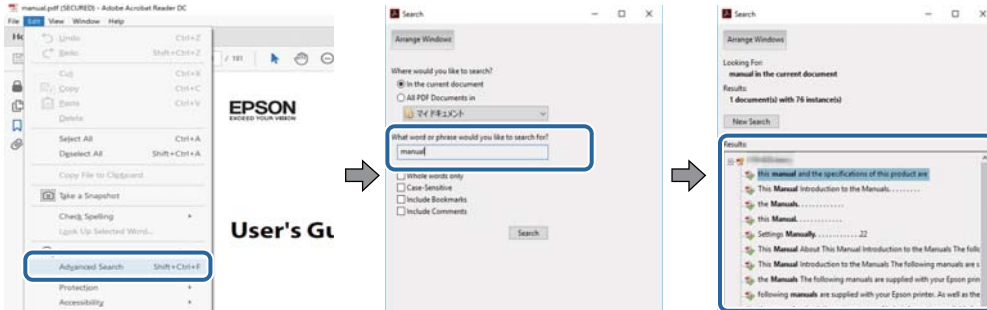 manual.pdf (SECURED) - Adobe Acrobat Reader DC
File Edit View Window Help
Undo Ctrl+Z
Redo Shift+Ctrl+Z
/ 101
Cut Ctrl+X
Copy Ctrl+C
Paste Ctrl+V
Delete
EPSON
EXCEED YOUR VISION
Select All Ctrl+A
Deselect All Shift+Ctrl+A
Copy File to Clipboard
Take a Snapshot
Check Spelling
Look Up Selected Word...
User's Gu
Advanced Search Shift+Ctrl+F
Protection
Accessibility
Search
Arrange Windows
Where would you like to search?
In the current document
All PDF Documents in
マイ ドキュメント
What word or phrase would you like to search for?
manual
Whole words only
Case-Sensitive
Include Bookmarks
Include Comments
Search
Search
Arrange Windows
Looking For:
manual in the current document
Results:
1 document(s) with 76 instance(s)
New Search
Results:
this manual and the specifications of this product are
This Manual Introduction to the Manuals. . . . . . . . .
the Manuals. . . . . . . . . . . . .
this Manual. . . . . . . . . . . . .
Settings Manually. . . . . . . . . . . . .22
This Manual About This Manual Introduction to the Manuals The follo
This Manual Introduction to the Manuals The following manuals are s
the Manuals The following manuals are supplied with your Epson prin
following manuals are supplied with your Epson printer. As well as the